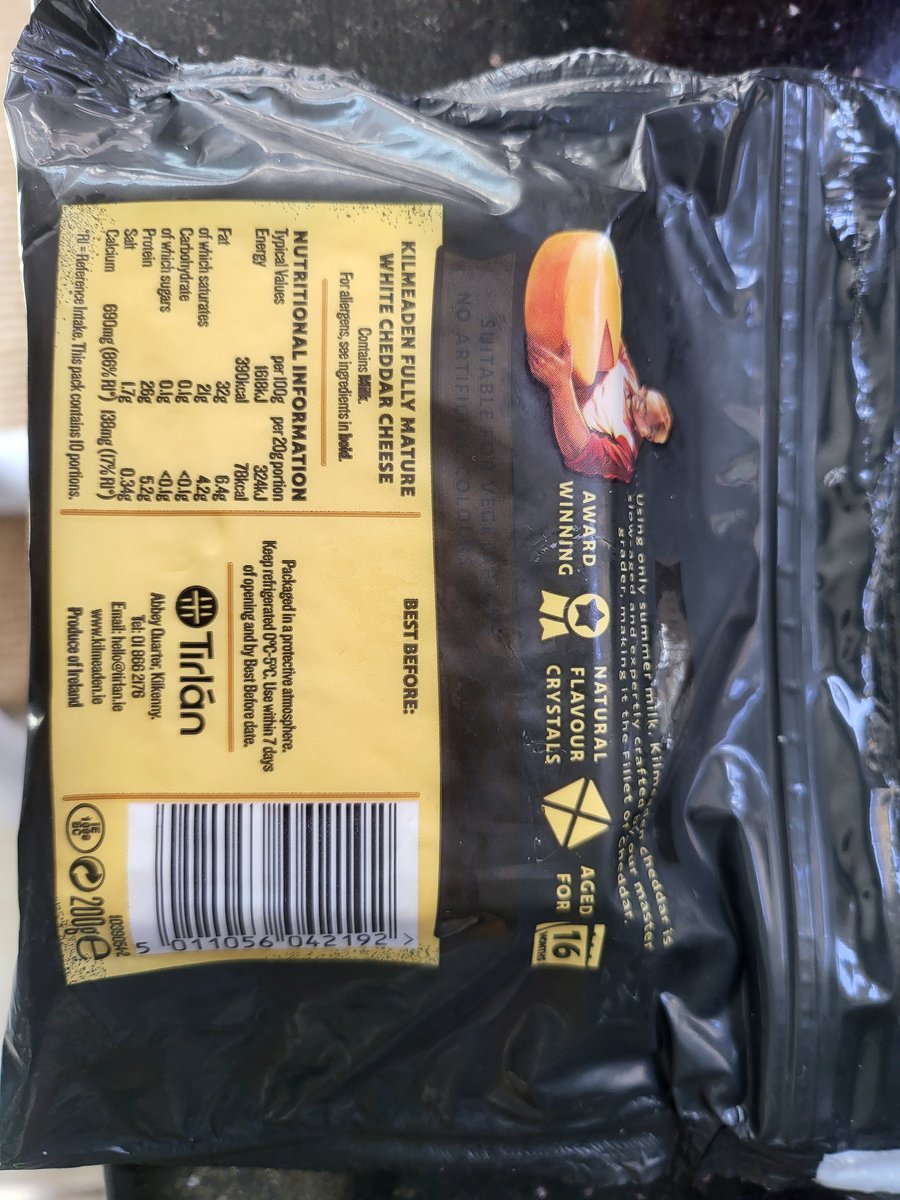 Using only summer milk, cheddar is
slow-aged and expertly crafted by our master
grader, making it the Fillet of Cheddar.
AWARD
WINNING
NATURAL
FLAVOUR
CRYSTALS
AGED
FOR
16
MONTHS
SUITABLE FOR
NO
KILMEADEN FULLY MATURE
WHITE CHEDDAR CHEESE
Contains Milk.
For allergens, see ingredients in bold.
NUTRITIONAL INFORMATION
Typical Values per 100g per 20g portion
Energy 1618kJ 324kJ
390kcal 78kcal
Fat 32g 6.4g
of which saturates 21g 4.2g
Carbohydrate 0.1g <0.1g
of which sugars 0.1g <0.1g
Protein 26g 5.2g
Salt 1.7g 0.34g
Calcium 690mg (86% RI*) 138mg (17% RI*)
*RI = Reference Intake. This pack contains 10 portions.
BEST BEFORE:
Packaged in a protective atmosphere.
Keep refrigerated 0°C-5°C. Use within 7 days
of opening and by Best Before date.
Tirlán
Abbey Quarter, Kilkenny.
Tel: 01 866 2176
Email: hello@tirlan.ie
www.kilmeaden.ie
Produce of Ireland
5 011056 042192 >
IE
EC
200g e